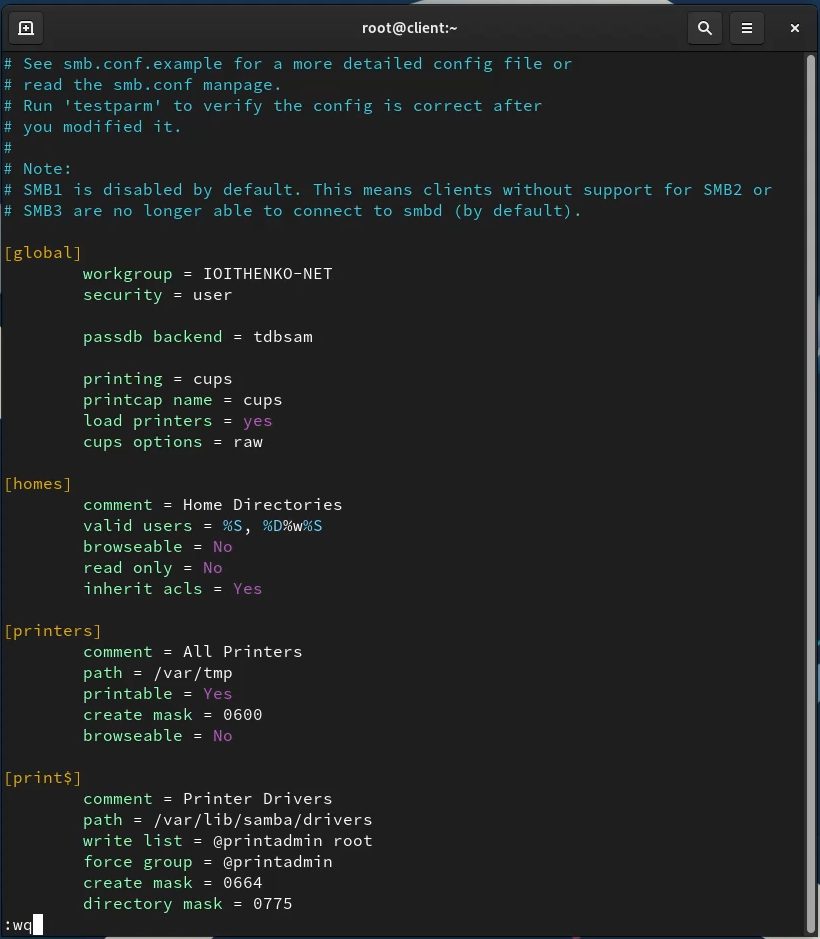 root@client:~
# See smb.conf.example for a more detailed config file or
# read the smb.conf manpage.
# Run 'testparm' to verify the config is correct after
# you modified it.
#
# Note:
# SMB1 is disabled by default. This means clients without support for SMB2 or
# SMB3 are no longer able to connect to smbd (by default).
[global]
workgroup = IOITHENKO-NET
security = user
passdb backend = tdbsam
printing = cups
printcap name = cups
load printers = yes
cups options = raw
[homes]
comment = Home Directories
valid users = %S, %D%w%S
browseable = No
read only = No
inherit acls = Yes
[printers]
comment = All Printers
path = /var/tmp
printable = Yes
create mask = 0600
browseable = No
[print$]
comment = Printer Drivers
path = /var/lib/samba/drivers
write list = @printadmin root
force group = @printadmin
create mask = 0664
directory mask = 0775
:wq